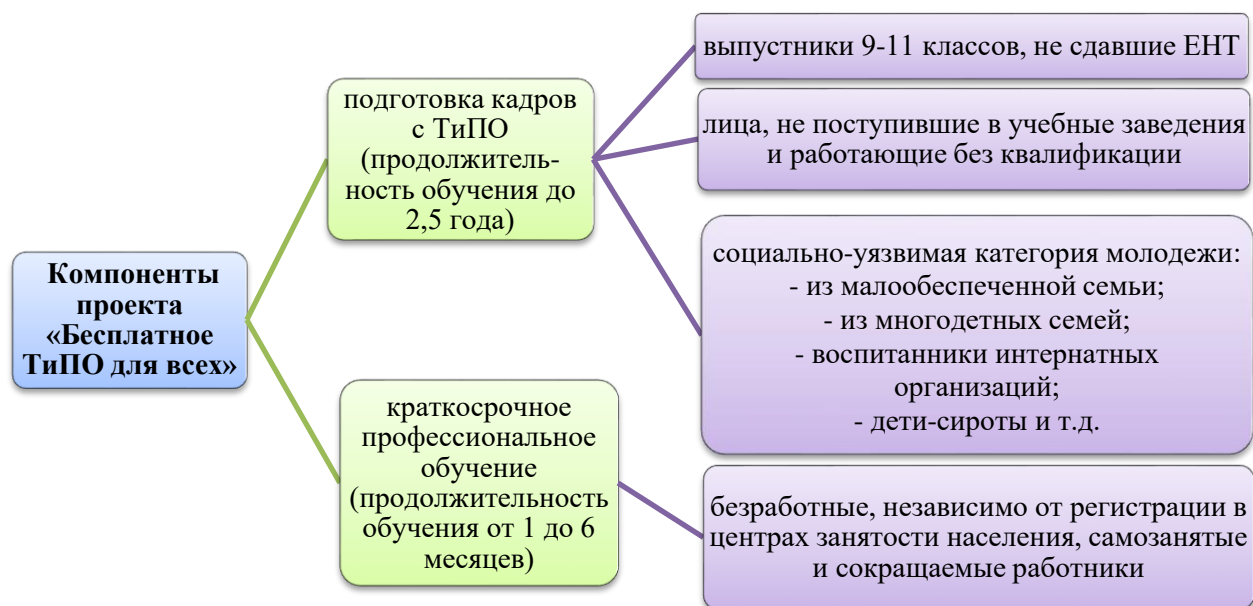 Компоненты
проекта
«Бесплатное
ТиПО для всех»
подготовка кадров
с ТиПО
(продолжитель-
ность обучения до
2,5 года)
выпустники 9-11 классов, не сдавшие ЕНТ
лица, не поступившие в учебные заведения
и работающие без квалификации
социально-уязвимая категория молодежи:
- из малообеспеченной семьи;
- из многодетных семей;
- воспитанники интернатных
организаций;
- дети-сироты и т.д.
краткосрочное
профессиональное
обучение
(продолжительность
обучения от 1 до 6
месяцев)
безработные, независимо от регистрации в
центрах занятости населения, самозанятые
и сокращаемые работники